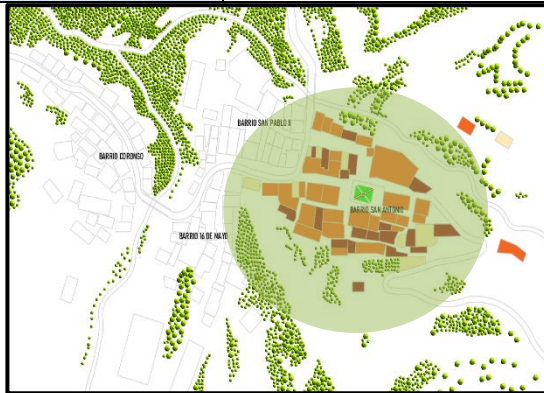 BARRIO SAN PABLO II
BARRIO CORONGO
BARRIO SAN ANTONIO
BARRIO 16 DE MAYO